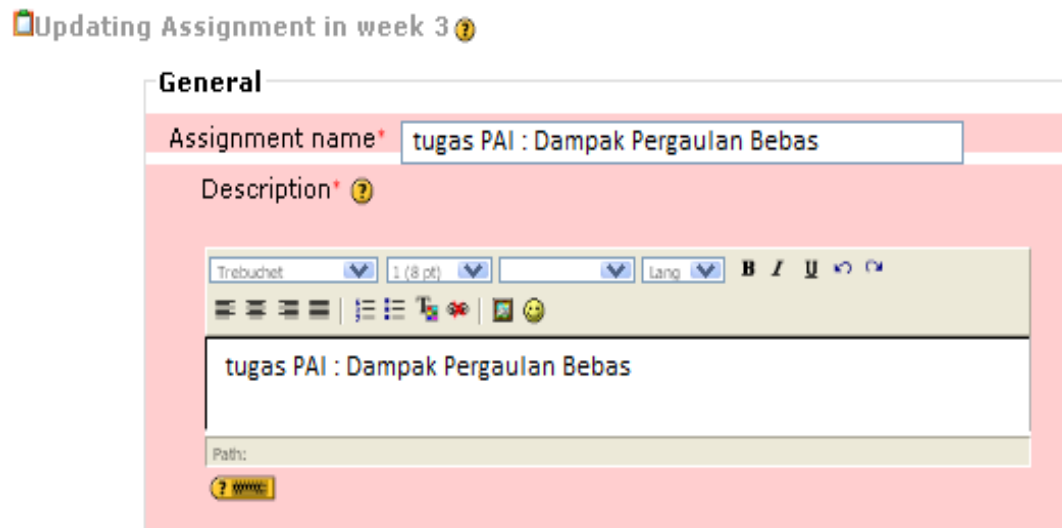 Updating Assignment in week 3
General
Assignment name*
tugas PAI : Dampak Pergaulan Bebas
Description*
Trebuchet 1 (8 pt) Lang B I U
tugas PAI : Dampak Pergaulan Bebas
Path: